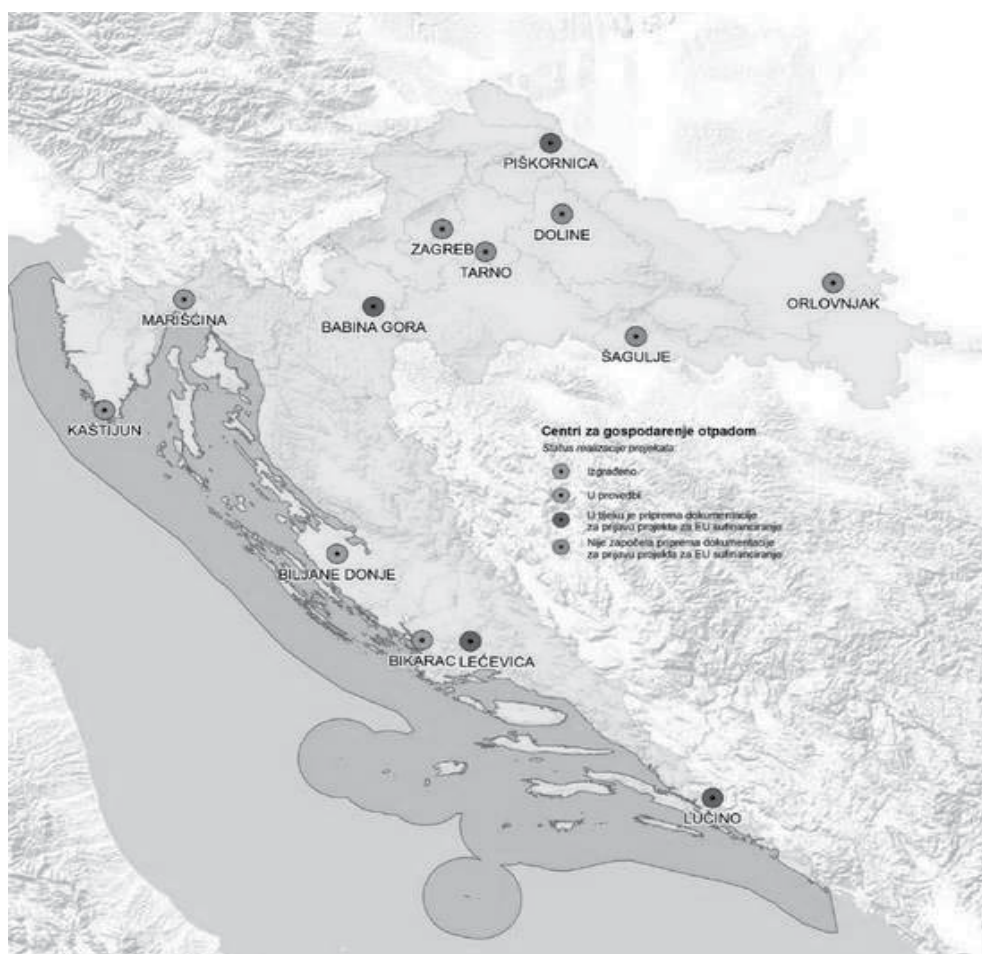 PIŠKORNICA
DOLINE
ZAGREB
TARNO
ORLOVNJAK
MARIŠĆINA
BABINA GORA
ŠAGULJE
KAŠTIJUN
Centri za gospodarenje otpadom
Status realizacije projekata:
Izgrađeno
U provedbi
U tijeku je priprema dokumentacije
za prijavu projekta za EU sufinanciranje
Nije započela priprema dokumentacije
za prijavu projekta za EU sufinanciranje
BILJANE DONJE
BIKARAC
LEĆEVICA
LUČINO